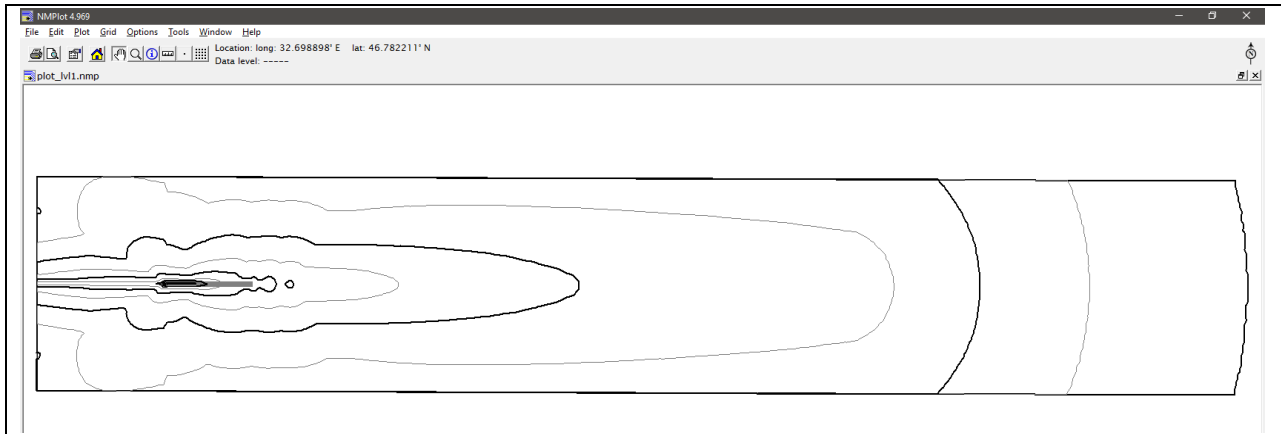 NMPlot 4.969
File Edit Plot Grid Options Tools Window Help
Location: long: 32.698898° E lat: 46.782211° N
Data level: -----
N
plot_lvl1.nmp